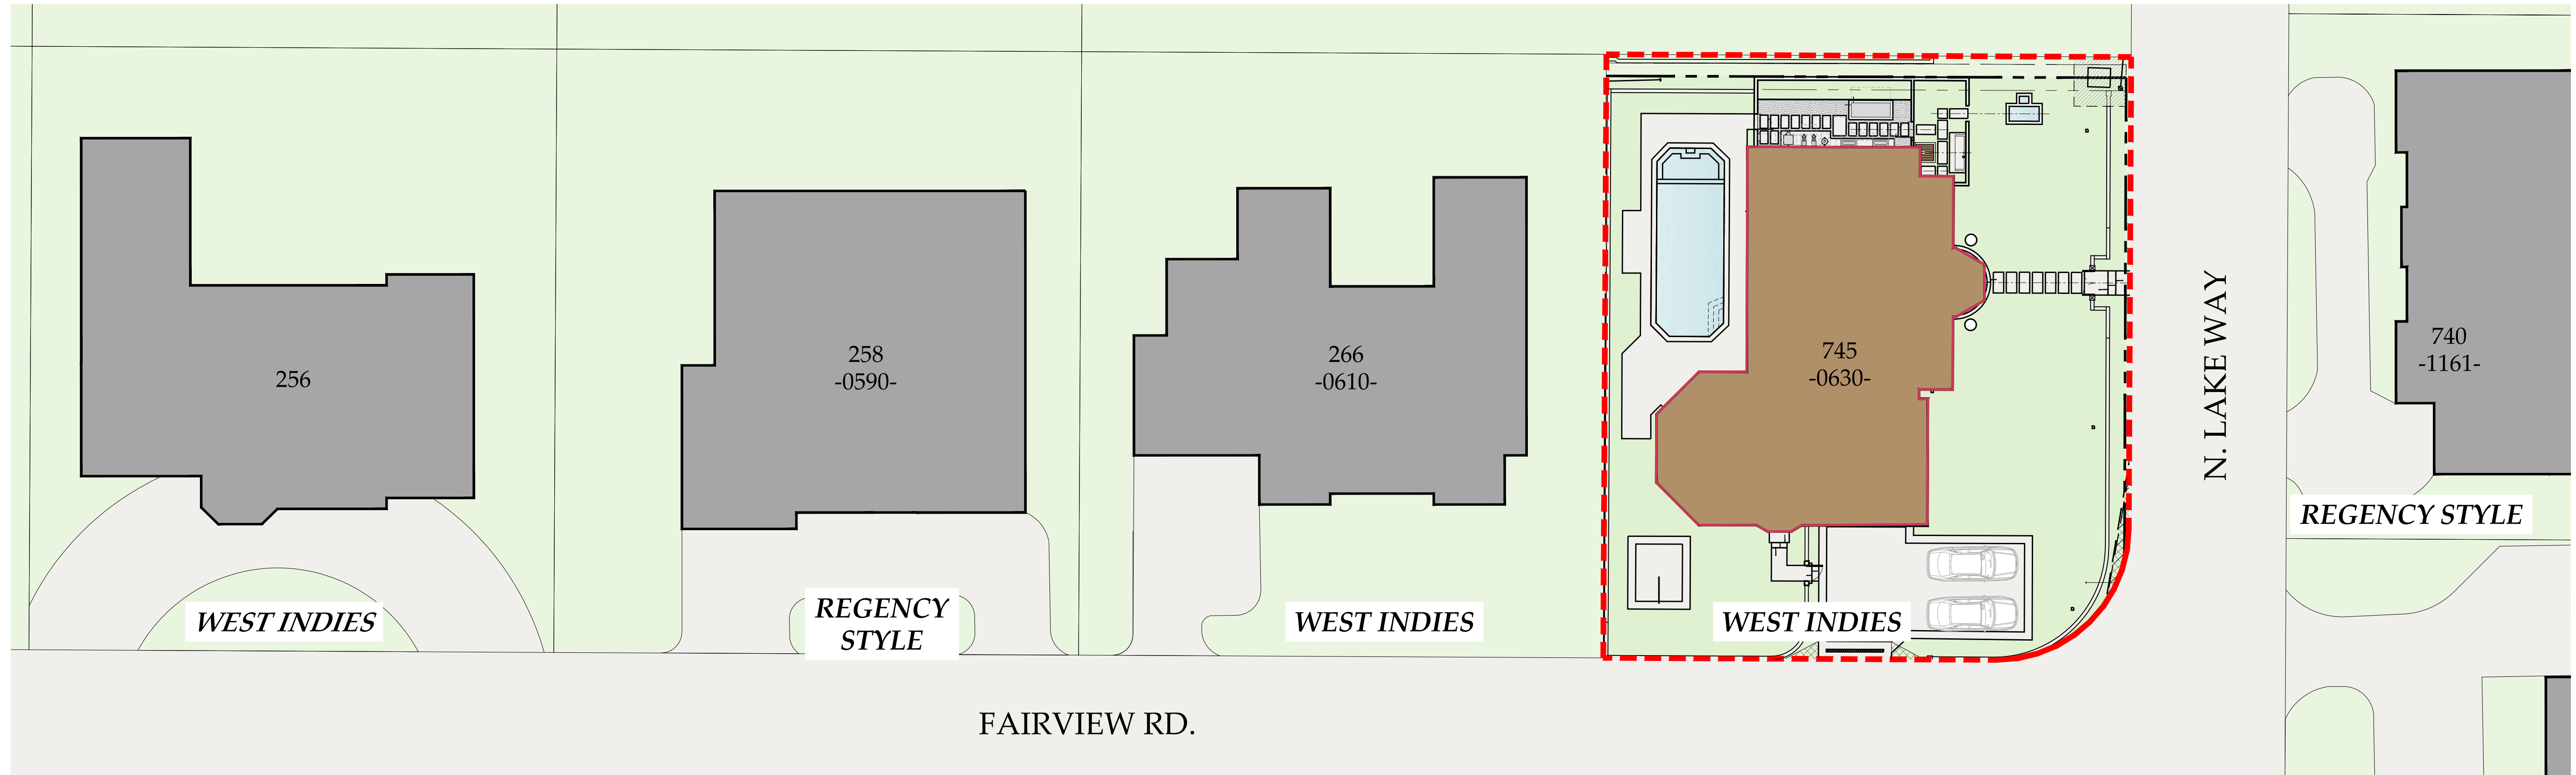 256
WEST INDIES
258
-0590-
REGENCY
STYLE
266
-0610-
WEST INDIES
745
-0630-
WEST INDIES
N. LAKE WAY
740
-1161-
REGENCY STYLE
FAIRVIEW RD.